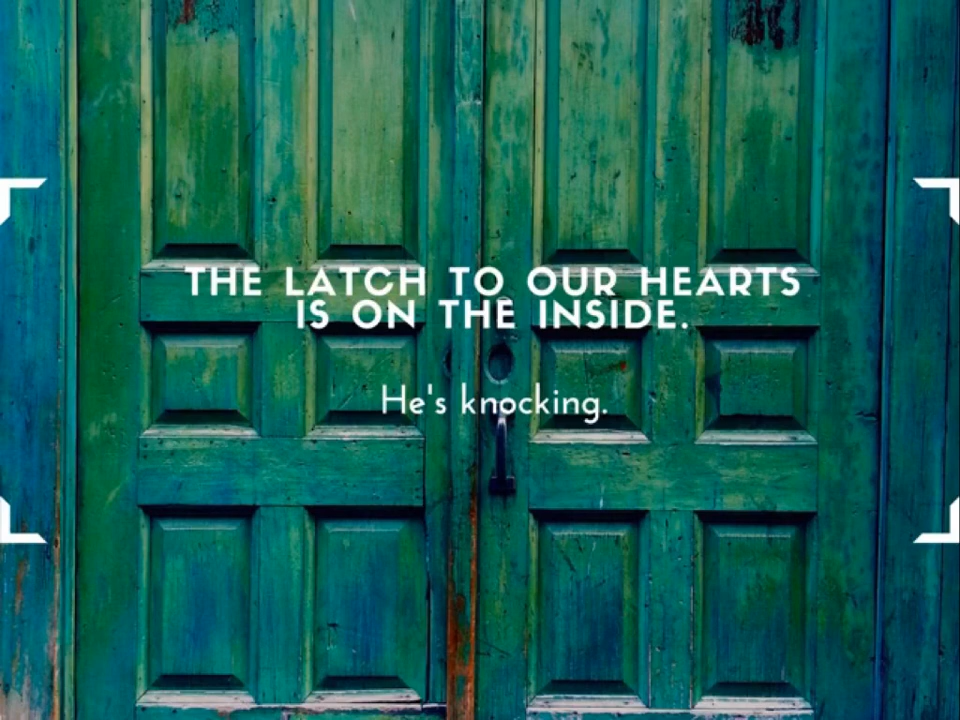 THE LATCH TO OUR HEARTS
IS ON THE INSIDE.
He's knocking.